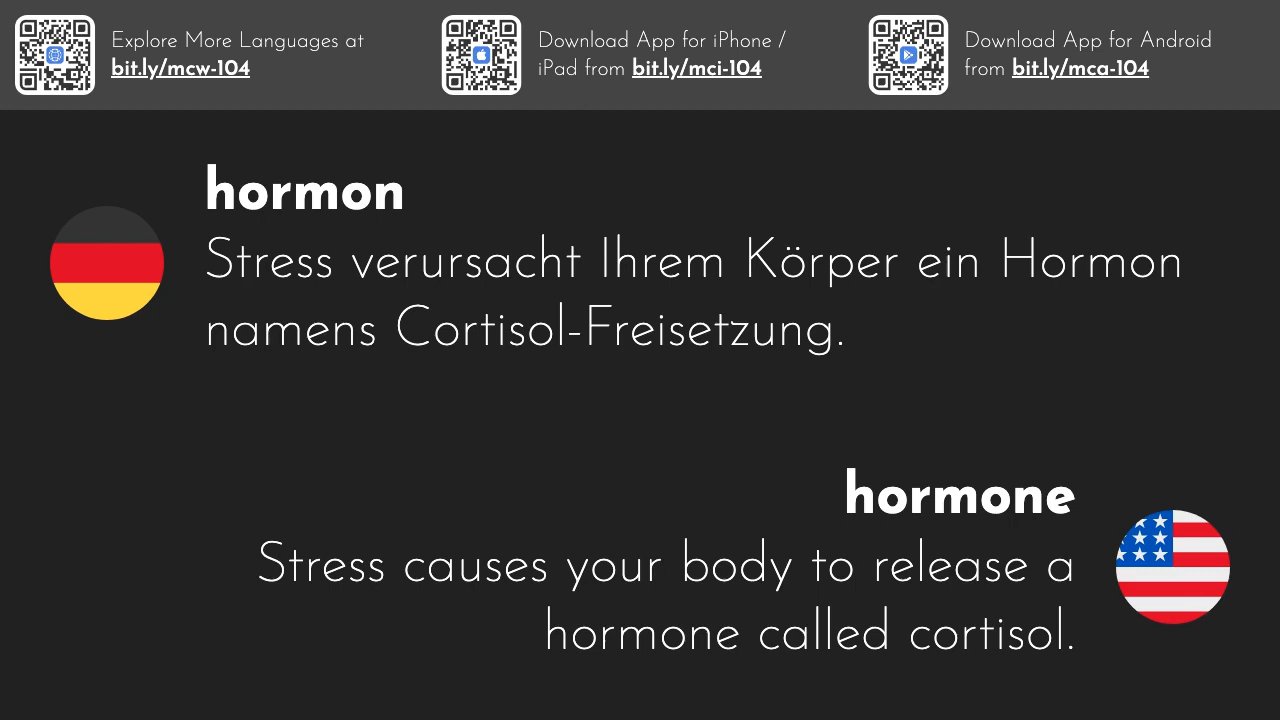 Explore More Languages at
bit.ly/mcw-104
Download App for iPhone /
iPad from bit.ly/mci-104
Download App for Android
from bit.ly/mca-104
hormon
Stress verursacht Ihrem Körper ein Hormon
namens Cortisol-Freisetzung.
hormone
Stress causes your body to release a
hormone called cortisol.